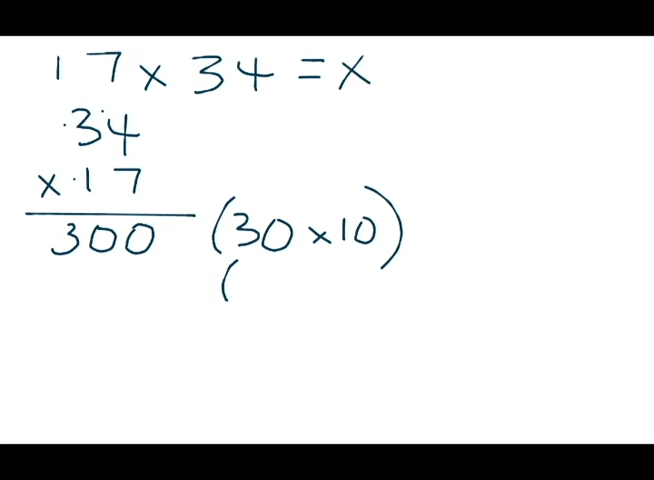 17 x 34 = x
34
x 17
300 (30 x 10)
(